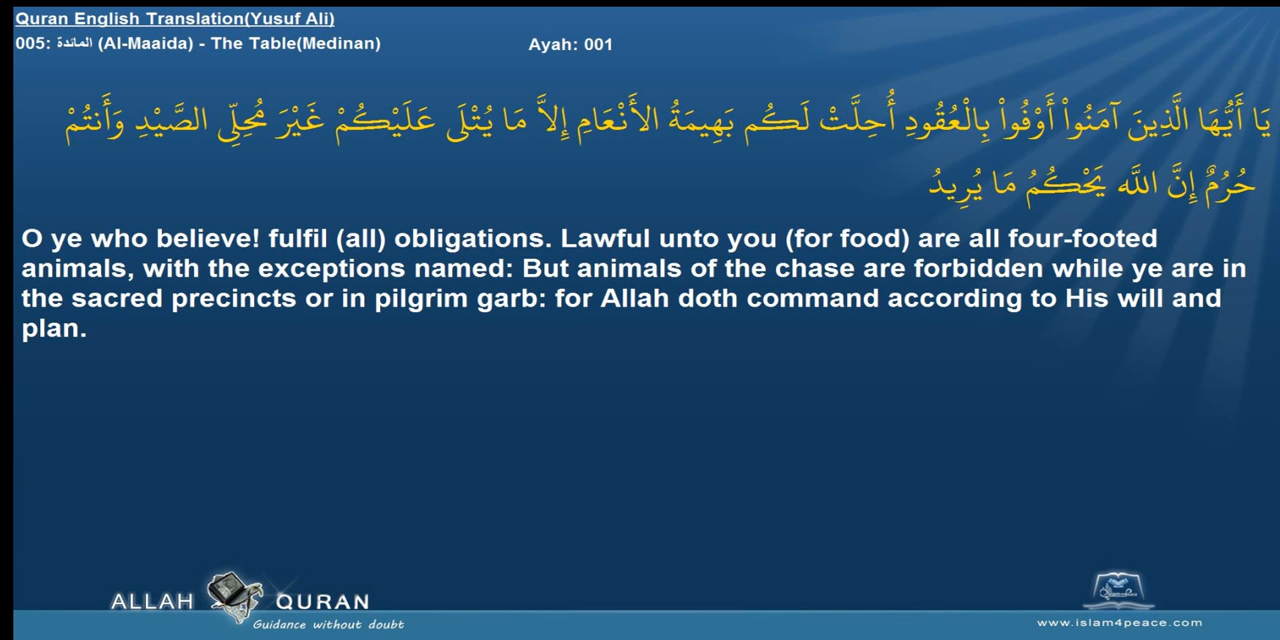 Quran English Translation(Yusuf Ali)
005: المائدة (Al-Maaida) - The Table(Medinan)
Ayah: 001
يَا أَيُّهَا الَّذِينَ آمَنُواْ أَوْفُواْ بِالْعُقُودِ أُحِلَّتْ لَكُم بَهِيمَةُ الأَنْعَامِ إِلاَّ مَا يُتْلَى عَلَيْكُمْ غَيْرَ مُحِلِّي الصَّيْدِ وَأَنتُمْ
حُرُمٌ إِنَّ اللَّه يَحْكُمُ مَا يُرِيدُ
O ye who believe! fulfil (all) obligations. Lawful unto you (for food) are all four-footed
animals, with the exceptions named: But animals of the chase are forbidden while ye are in
the sacred precincts or in pilgrim garb: for Allah doth command according to His will and
plan.
ALLAH QURAN
Guidance without doubt
www.islam4peace.com